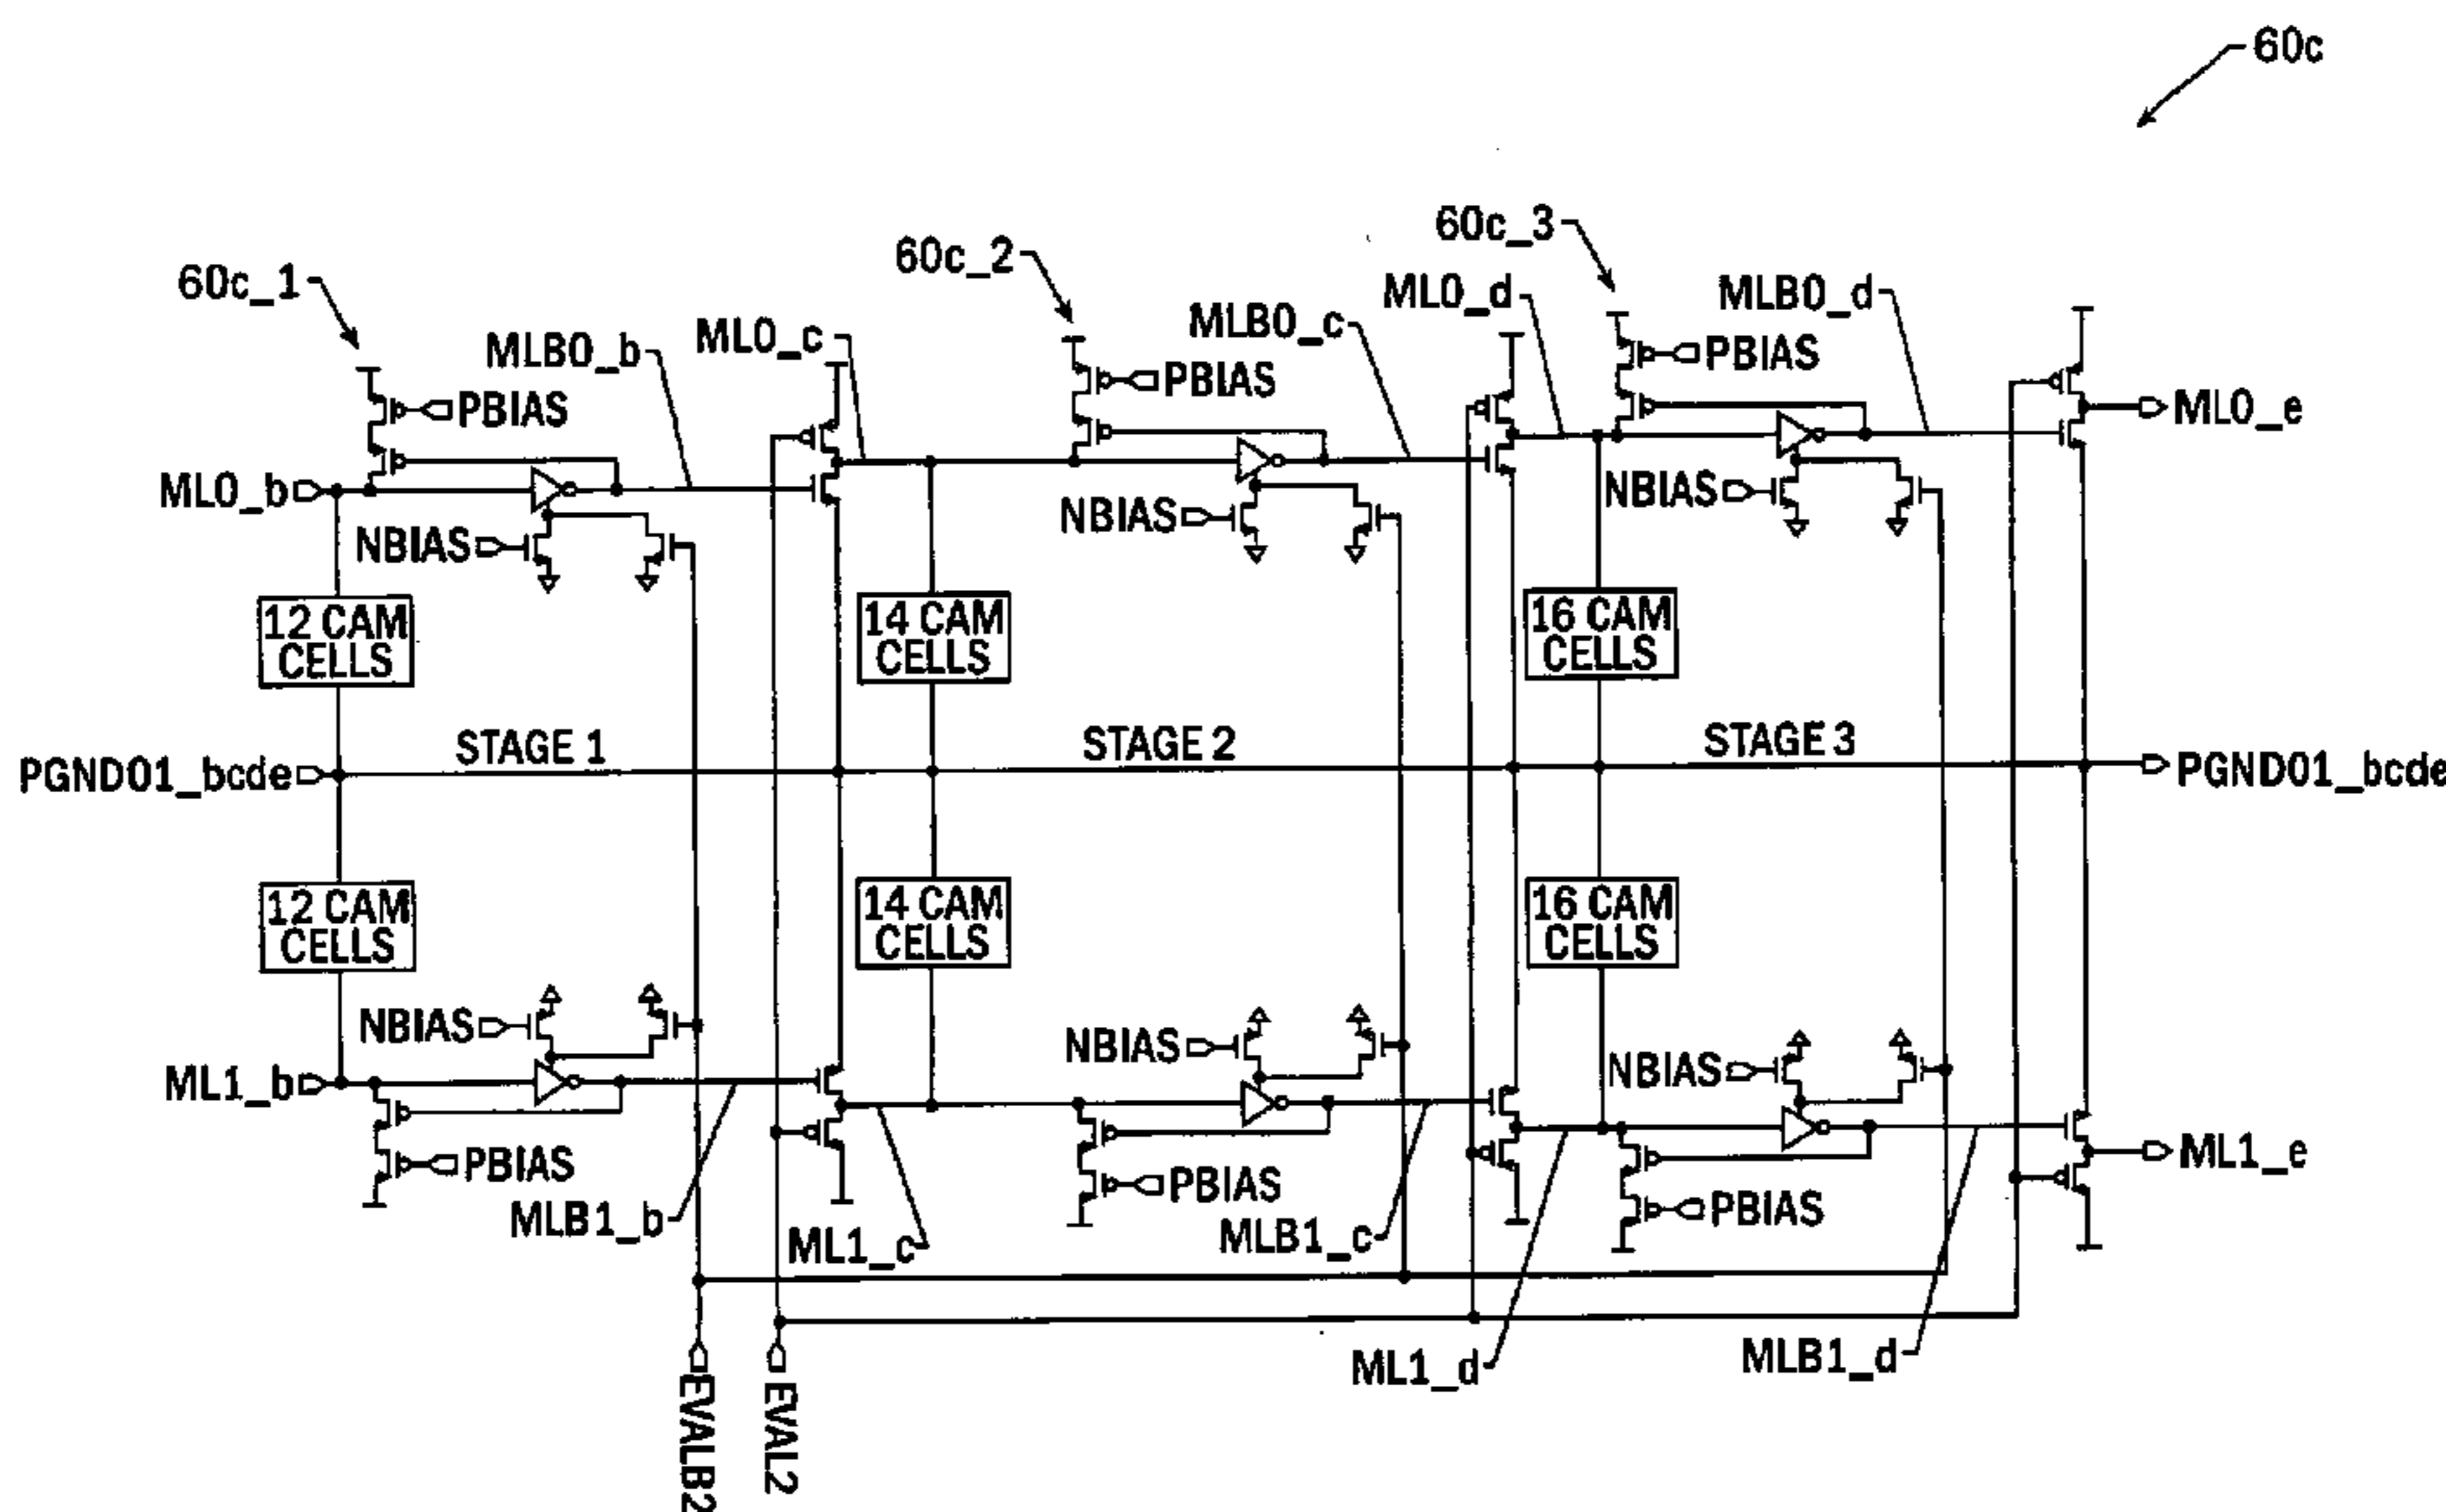 60c
60c_3
60c_2
60c_1
ML0_d
MLB0_d
MLB0_c
ML0_c
MLB0_b
PBIAS
PBIAS
PBIAS
ML0_e
ML0_b
NBIAS
NBIAS
NBIAS
12 CAM
CELLS
14 CAM
CELLS
16 CAM
CELLS
STAGE 1
STAGE 2
STAGE 3
PGND01_bcde
PGND01_bcde
12 CAM
CELLS
14 CAM
CELLS
16 CAM
CELLS
NBIAS
NBIAS
NBIAS
ML1_b
ML1_e
PBIAS
PBIAS
PBIAS
MLB1_b
ML1_c
MLB1_c
ML1_d
MLB1_d
EVALB2
EVAL2